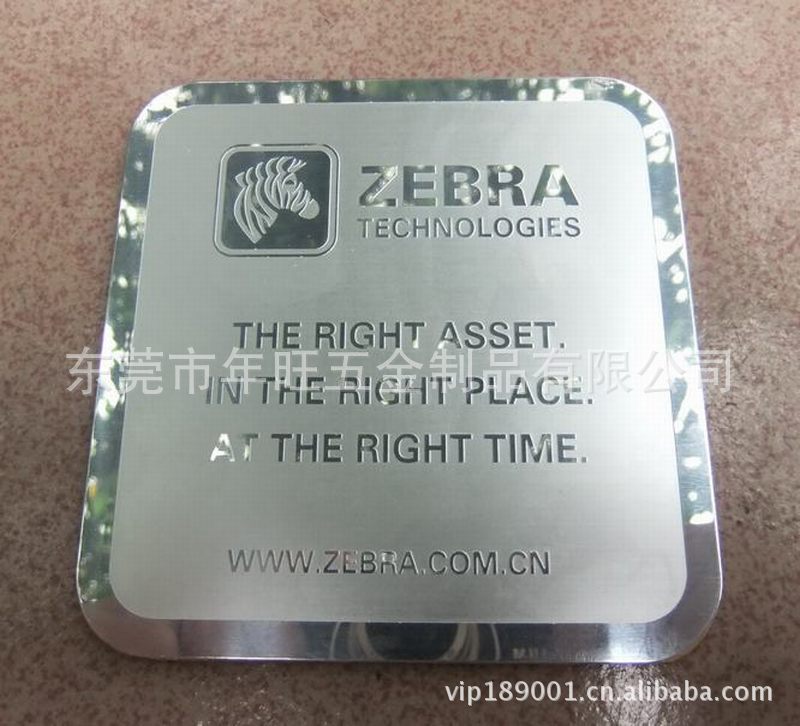 ZEBRA
TECHNOLOGIES
THE RIGHT ASSET.
东莞市年旺五金制品有限公司
IN THE RIGHT PLACE.
AT THE RIGHT TIME.
WWW.ZEBRA.COM.CN
vip189001.cn.alibaba.com